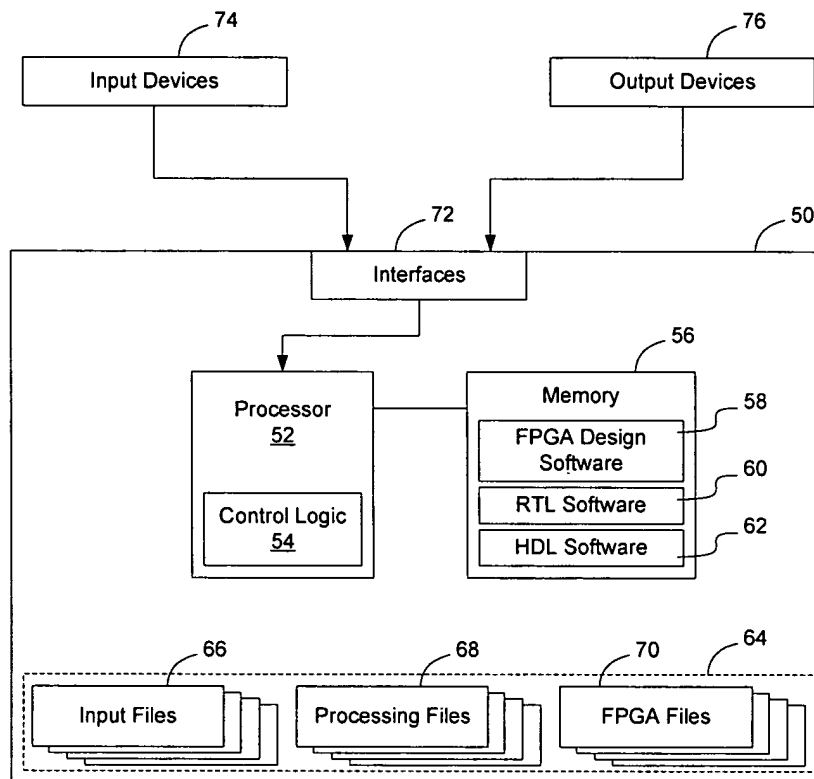 74
76
Input Devices
Output Devices
72
50
Interfaces
56
Processor
52
Memory
58
FPGA Design
Software
60
Control Logic
54
RTL Software
62
HDL Software
66
68
70
64
Input Files
Processing Files
FPGA Files